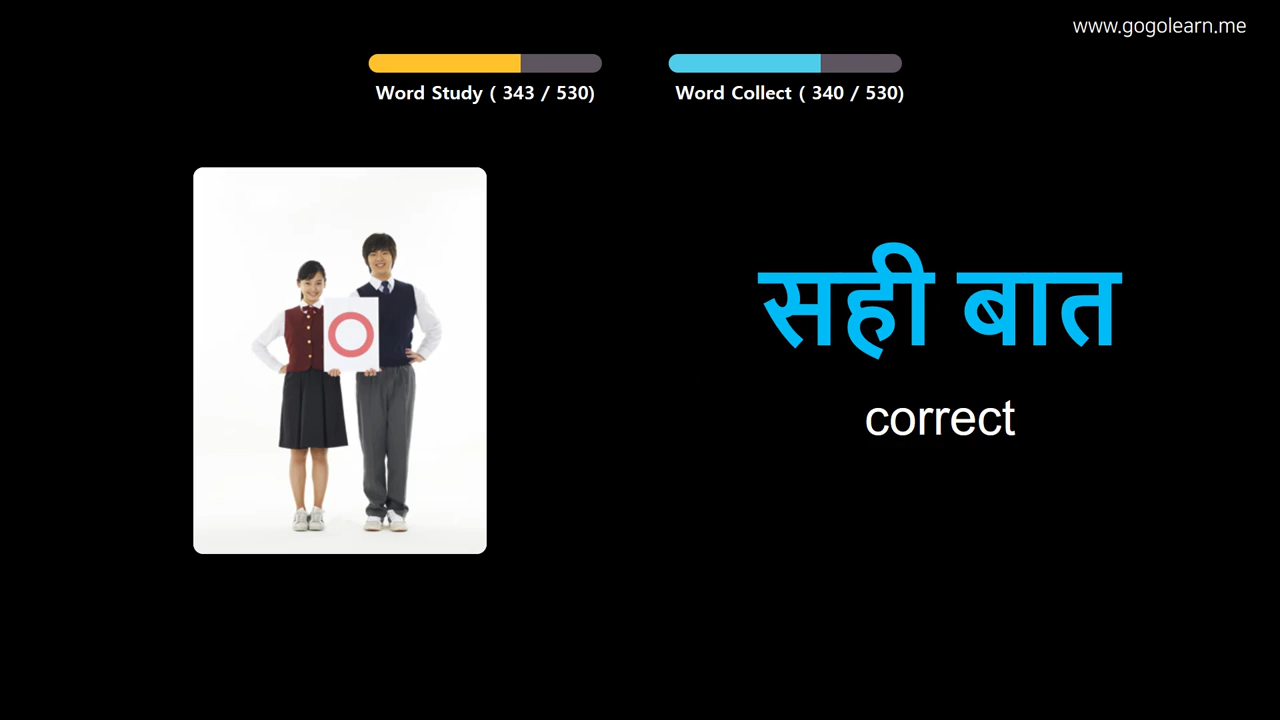 www.gogolearn.me
Word Study ( 343 / 530)
Word Collect ( 340 / 530)
सही बात
correct